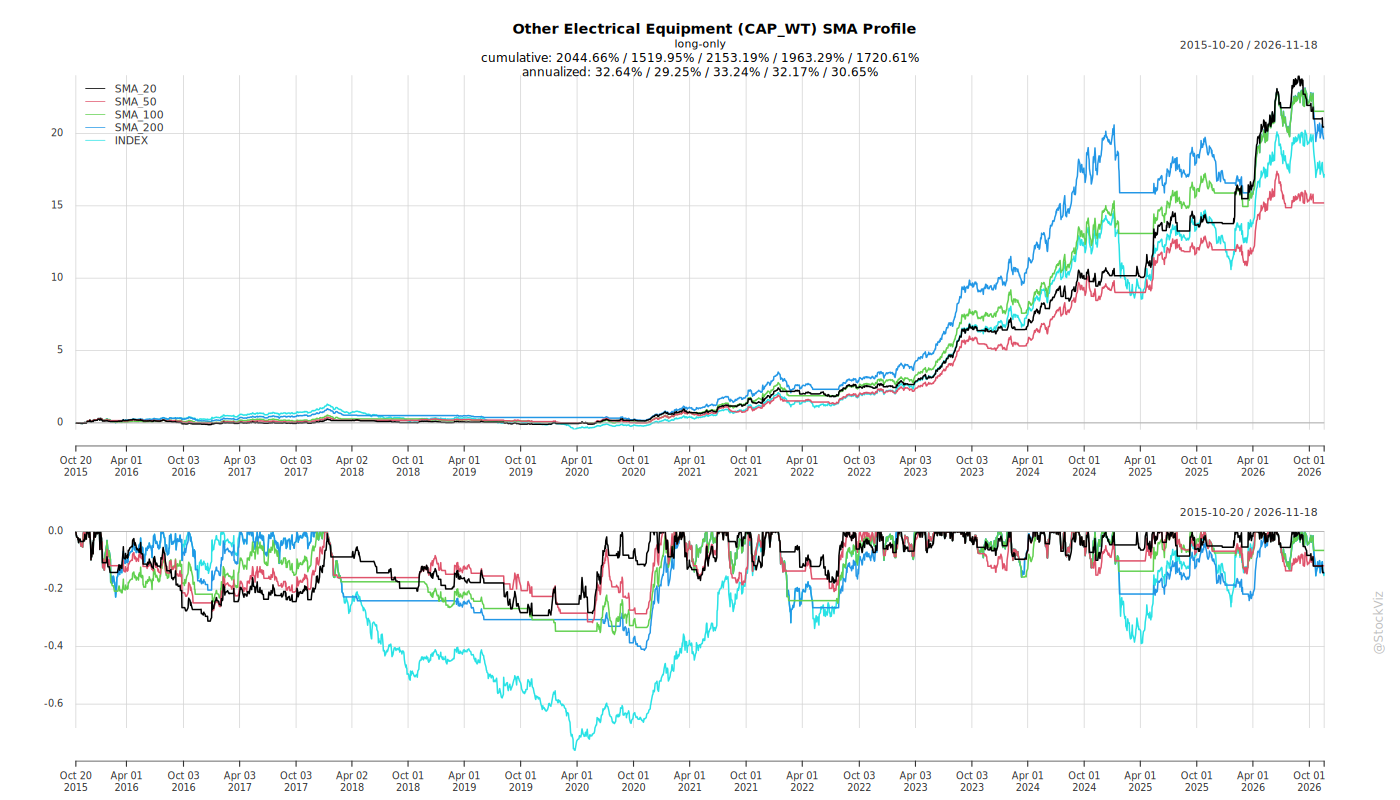 Other Electrical Equipment (CAP_WT) SMA Profile
long-only
2015-10-20 / 2026-11-18
cumulative: 2044.66% / 1519.95% / 2153.19% / 1963.29% / 1720.61%
annualized: 32.64% / 29.25% / 33.24% / 32.17% / 30.65%
SMA_20
SMA_50
SMA_100
SMA_200
INDEX
20
15
10
5
0
Oct 20 Apr 01 Oct 03 Apr 03 Oct 03 Apr 02 Oct 01 Apr 01 Oct 01 Apr 01 Oct 01 Apr 01 Oct 01 Apr 01 Oct 03 Apr 03 Oct 03 Apr 01 Oct 01 Apr 01 Oct 01 Apr 01 Oct 01
2015 2016 2016 2017 2017 2018 2018 2019 2019 2020 2020 2021 2021 2022 2022 2023 2023 2024 2024 2025 2025 2026 2026
2015-10-20 / 2026-11-18
0.0
-0.2
-0.4
-0.6
Oct 20 Apr 01 Oct 03 Apr 03 Oct 03 Apr 02 Oct 01 Apr 01 Oct 01 Apr 01 Oct 01 Apr 01 Oct 01 Apr 01 Oct 03 Apr 03 Oct 03 Apr 01 Oct 01 Apr 01 Oct 01 Apr 01 Oct 01
2015 2016 2016 2017 2017 2018 2018 2019 2019 2020 2020 2021 2021 2022 2022 2023 2023 2024 2024 2025 2025 2026 2026
@StockViz